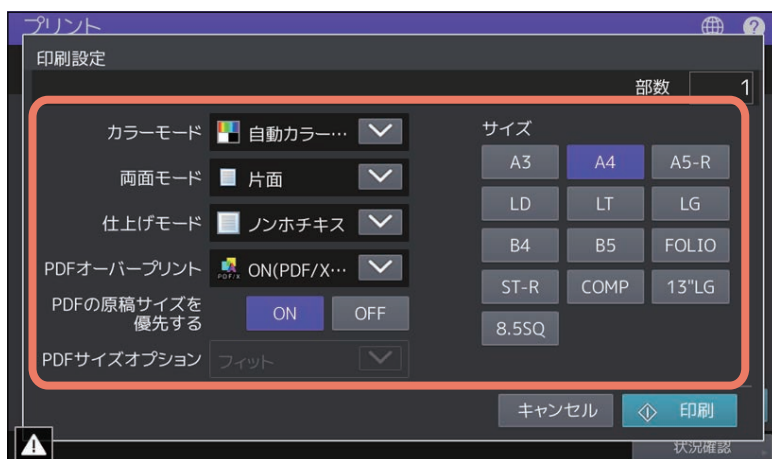 プリント
印刷設定
部数 1
カラーモード 自動カラー…
両面モード 片面
仕上げモード ノンホチキス
PDFオーバープリント PDF/X ON(PDF/X…
PDFの原稿サイズを
優先する ON OFF
PDFサイズオプション フィット
サイズ
A3 A4 A5-R
LD LT LG
B4 B5 FOLIO
ST-R COMP 13"LG
8.5SQ
キャンセル 印刷
状況確認